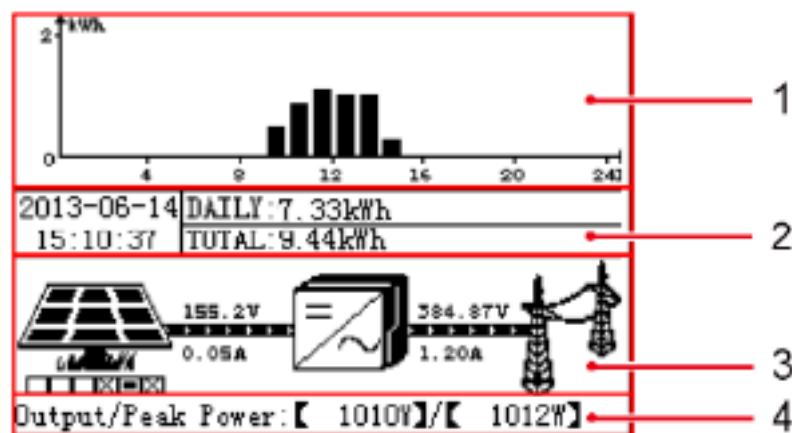 kWh
2
1
0
4 8 12 16 20 24
2013-06-14 DAILY:7.33kWh
15:10:37 TOTAL:9.44kWh
2
155.2V 384.87V
0.05A 1.20A
3
Output/Peak Power:【 1010W】/【 1012W】 4